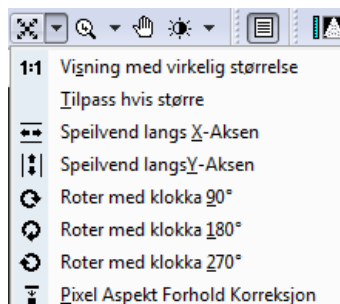 1:1 Visning med virkelig størrelse
Tilpass hvis større
Speilvend langs X-Aksen
Speilvend langsY-Aksen
Roter med klokka 90°
Roter med klokka 180°
Roter med klokka 270°
Pixel Aspekt Forhold Korreksjon